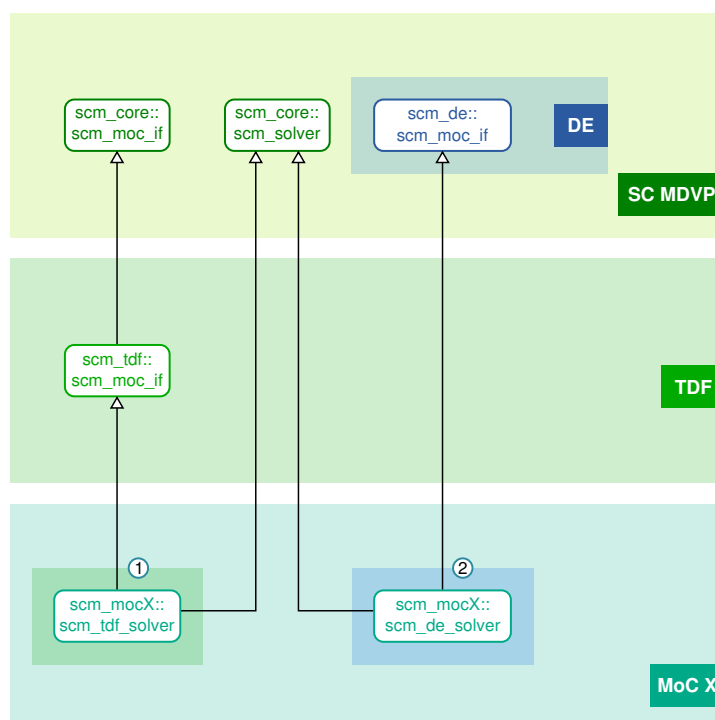 scm_core::
scm_moc_if
scm_core::
scm_solver
scm_de::
scm_moc_if
DE
SC MDVP
scm_tdf::
scm_moc_if
TDF
1
2
scm_mocX::
scm_tdf_solver
scm_mocX::
scm_de_solver
MoC X